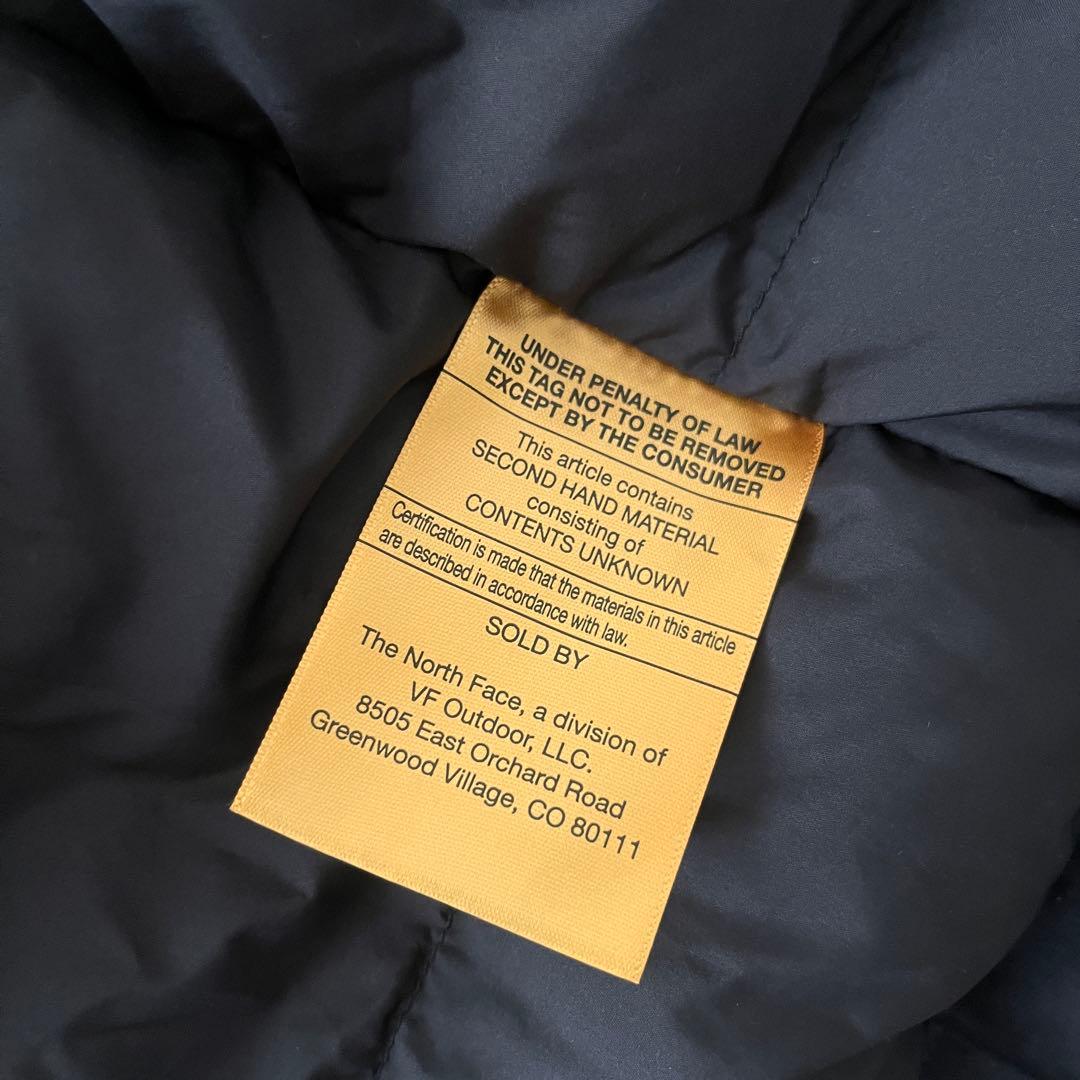 UNDER PENALTY OF LAW
THIS TAG NOT TO BE REMOVED
EXCEPT BY THE CONSUMER
This article contains
SECOND HAND MATERIAL
consisting of
CONTENTS UNKNOWN
Certification is made that the materials in this article
are described in accordance with law.
SOLD BY
The North Face, a division of
VF Outdoor, LLC.
8505 East Orchard Road
Greenwood Village, CO 80111